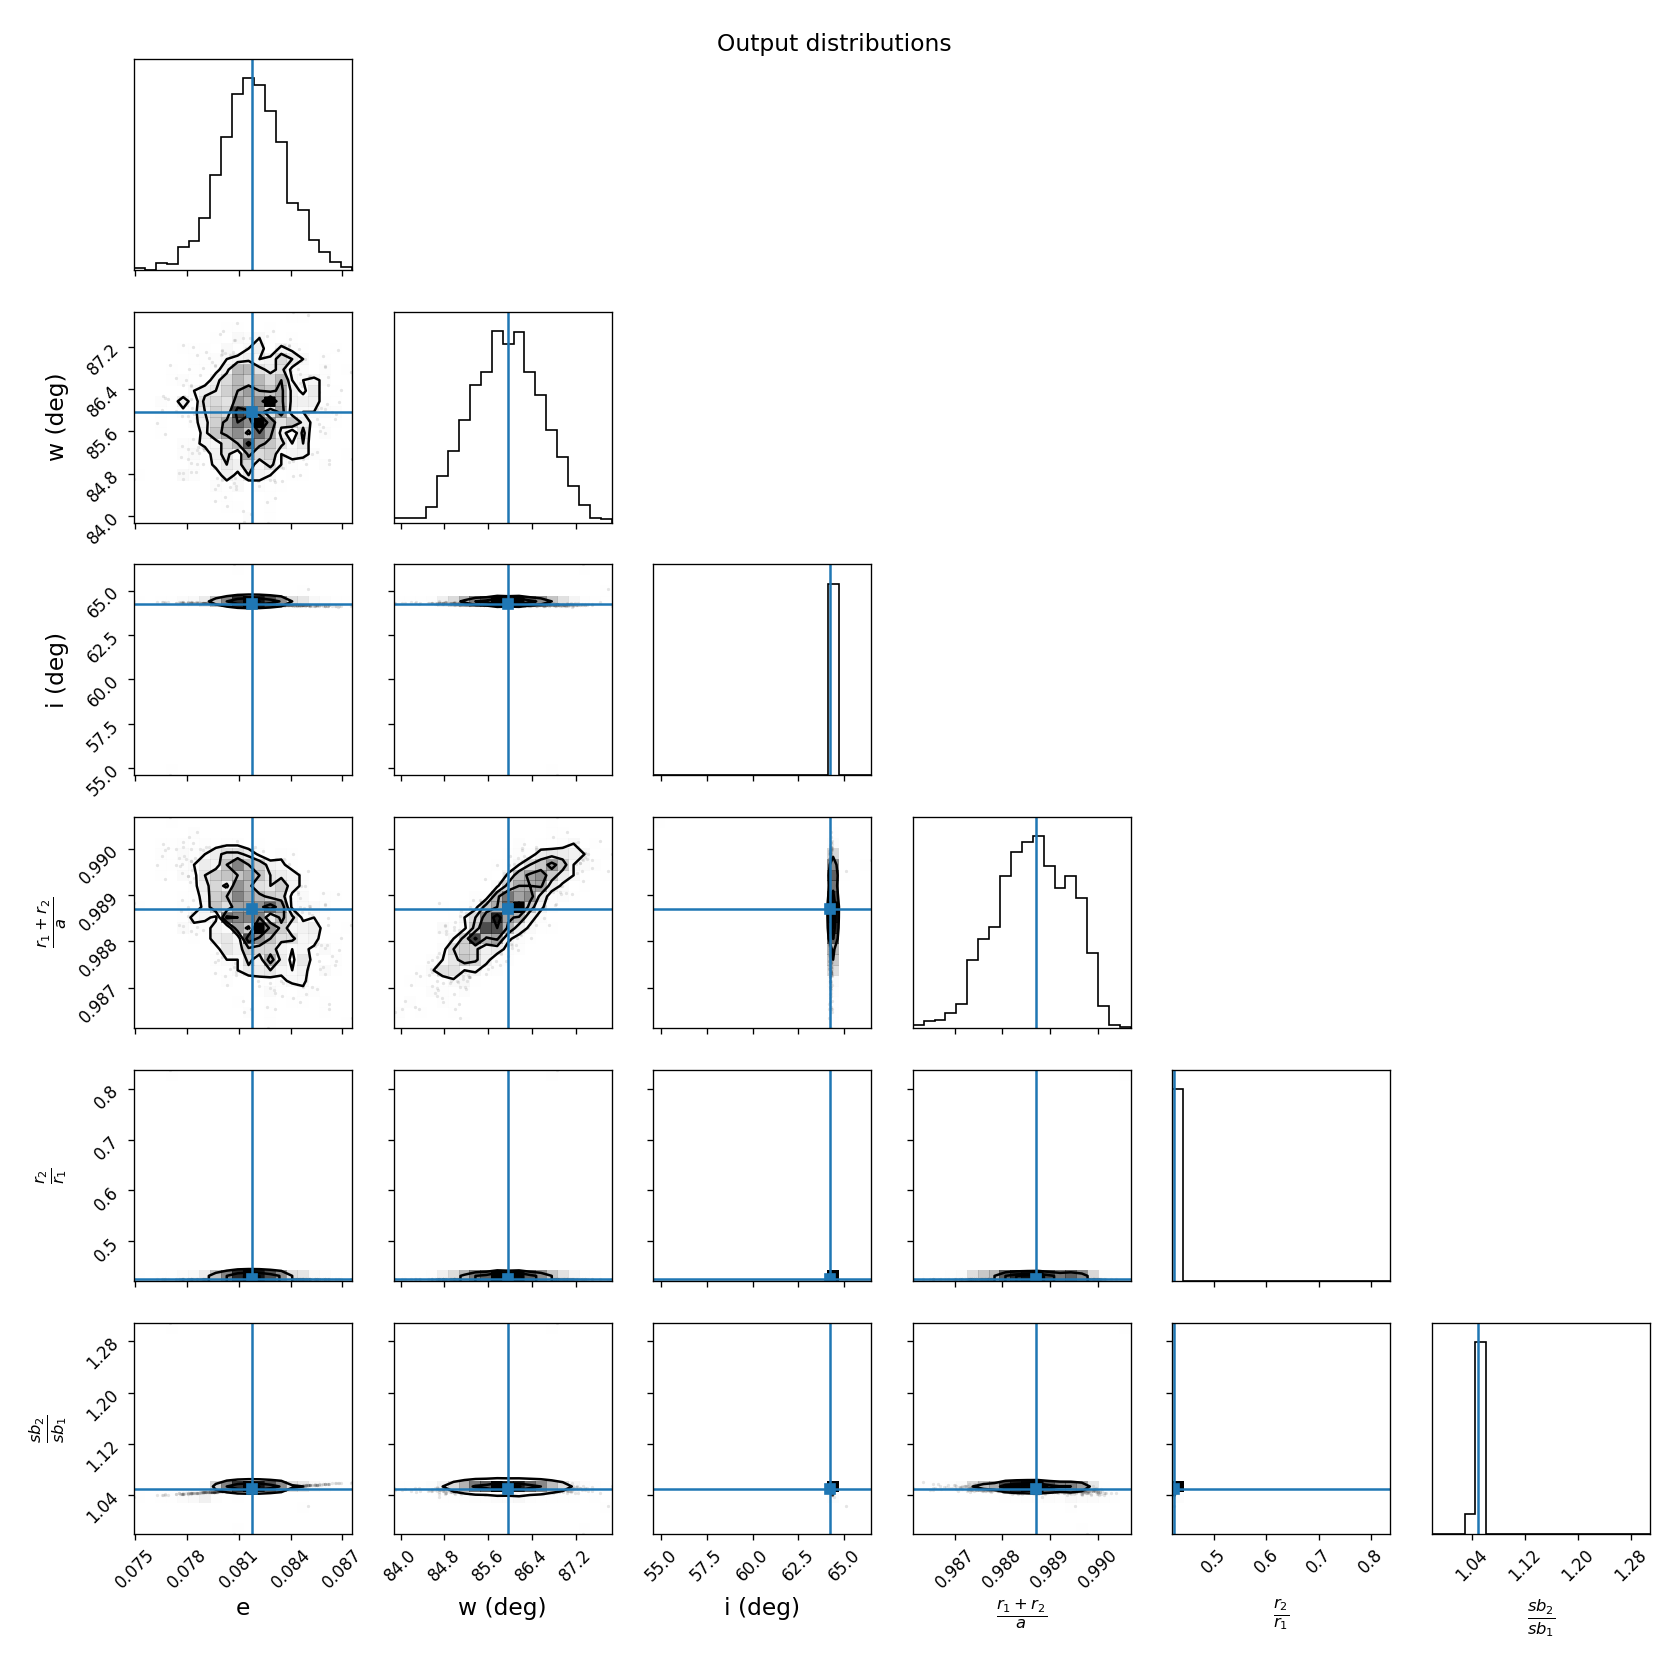 Output distributions
w (deg)
87.2
86.4
85.6
84.8
84.0
i (deg)
65.0
62.5
60.0
57.5
55.0
r₁ + r₂
a
0.990
0.989
0.988
0.987
r₂
r₁
0.8
0.7
0.6
0.5
sb₂
sb₁
1.28
1.20
1.12
1.04
0.075 0.078 0.081 0.084 0.087
84.0 84.8 85.6 86.4 87.2
55.0 57.5 60.0 62.5 65.0
0.987 0.988 0.989 0.990
0.5 0.6 0.7 0.8
1.04 1.12 1.20 1.28
e
w (deg)
i (deg)
r₁ + r₂
a
r₂
r₁
sb₂
sb₁